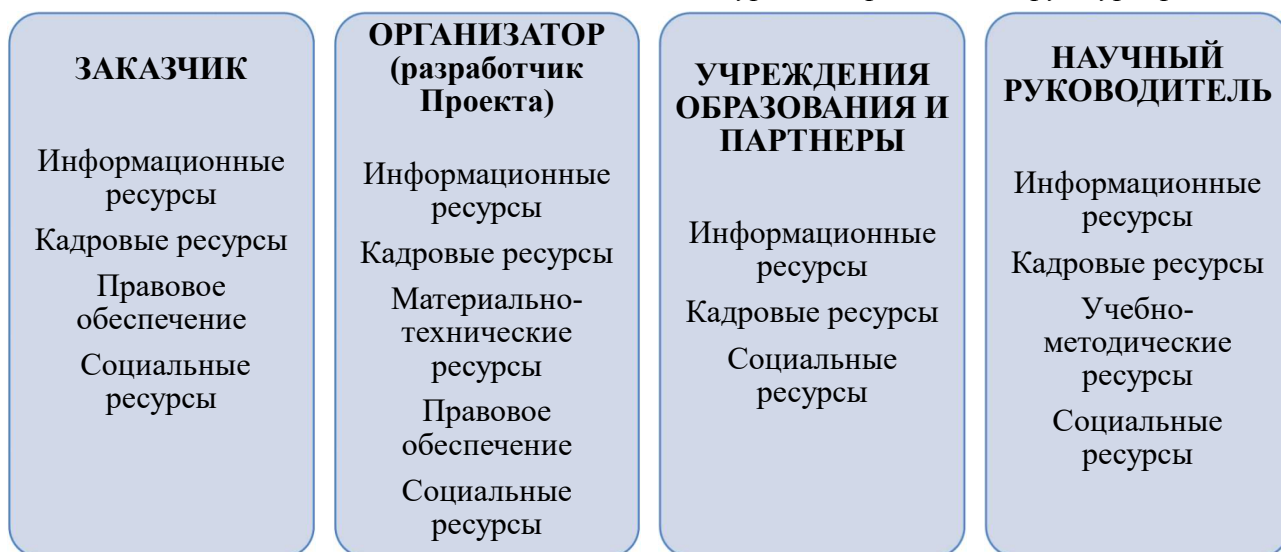 ЗАКАЗЧИК
Информационные
ресурсы
Кадровые ресурсы
Правовое
обеспечение
Социальные
ресурсы
ОРГАНИЗАТОР
(разработчик
Проекта)
Информационные
ресурсы
Кадровые ресурсы
Материально-
технические
ресурсы
Правовое
обеспечение
Социальные
ресурсы
УЧРЕЖДЕНИЯ
ОБРАЗОВАНИЯ И
ПАРТНЕРЫ
Информационные
ресурсы
Кадровые ресурсы
Социальные
ресурсы
НАУЧНЫЙ
РУКОВОДИТЕЛЬ
Информационные
ресурсы
Кадровые ресурсы
Учебно-
методические
ресурсы
Социальные
ресурсы